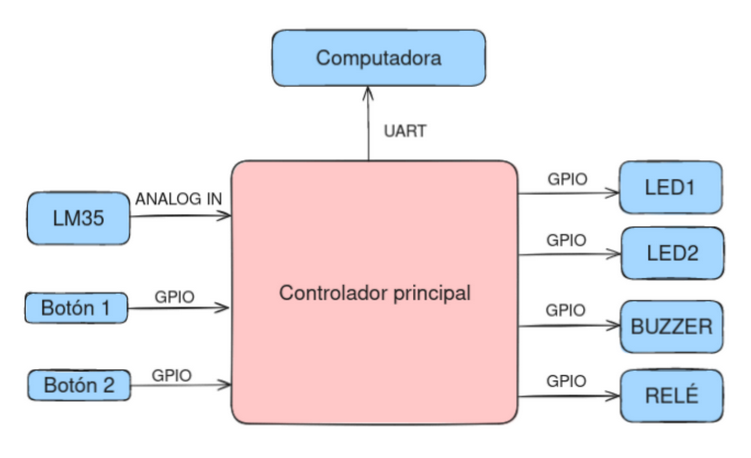 Computadora
UART
ANALOG IN
LM35
GPIO
Botón 1
GPIO
Botón 2
Controlador principal
GPIO
LED1
GPIO
LED2
GPIO
BUZZER
GPIO
RELÉ